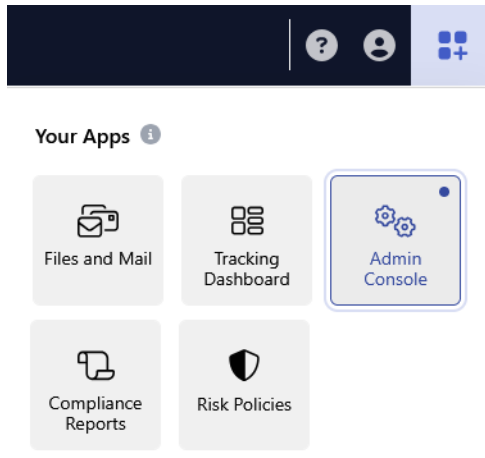 ?
Your Apps i
Files and Mail
Tracking
Dashboard
Admin
Console
Compliance
Reports
Risk Policies